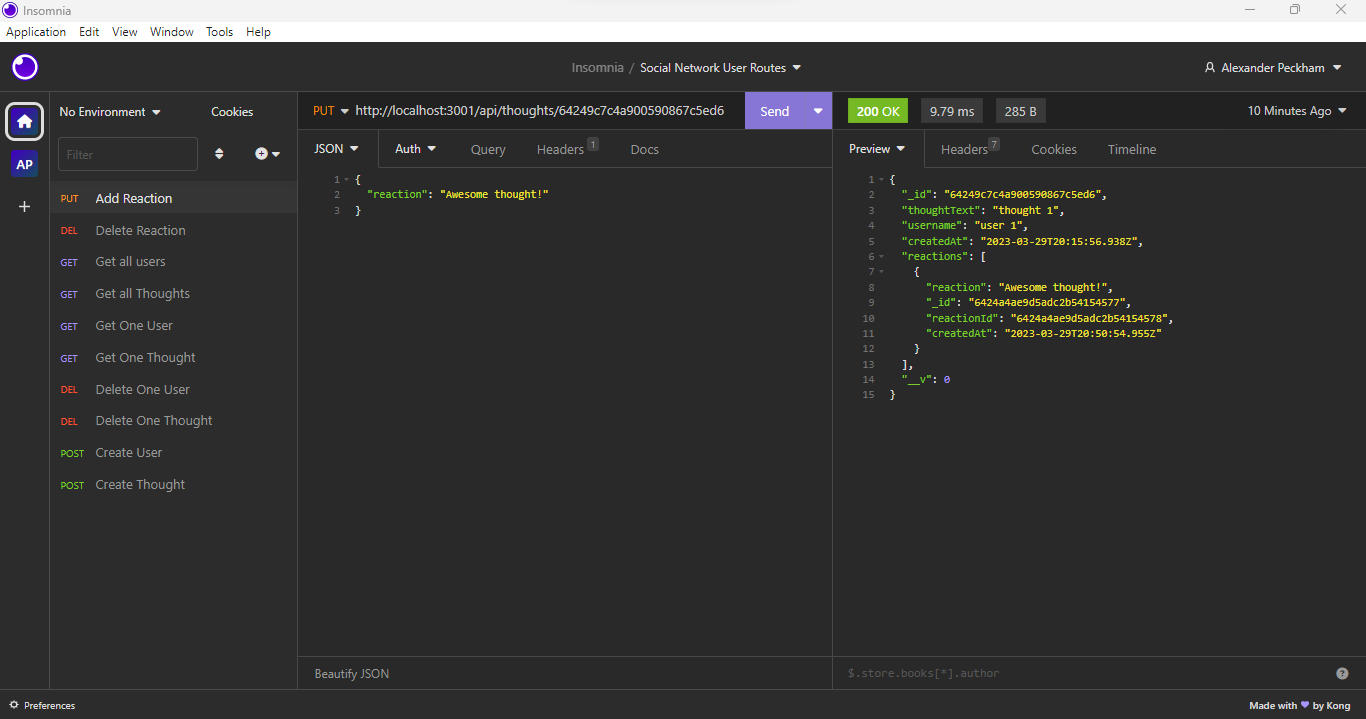 Insomnia
Application Edit View Window Tools Help
Insomnia / Social Network User Routes
Alexander Peckham
No Environment
Cookies
Filter
AP
PUT Add Reaction
DEL Delete Reaction
GET Get all users
GET Get all Thoughts
GET Get One User
GET Get One Thought
DEL Delete One User
DEL Delete One Thought
POST Create User
POST Create Thought
PUT http://localhost:3001/api/thoughts/64249c7c4a900590867c5ed6 Send
JSON Auth Query Headers 1 Docs
1 {
2 "reaction": "Awesome thought!"
3 }
Beautify JSON
200 OK 9.79 ms 285 B 10 Minutes Ago
Preview Headers 7 Cookies Timeline
1 {
2 "_id": "64249c7c4a900590867c5ed6",
3 "thoughtText": "thought 1",
4 "username": "user 1",
5 "createdAt": "2023-03-29T20:15:56.938Z",
6 "reactions": [
7 {
8 "reaction": "Awesome thought!",
9 "_id": "6424a4ae9d5adc2b54154577",
10 "reactionId": "6424a4ae9d5adc2b54154578",
11 "createdAt": "2023-03-29T20:50:54.955Z"
12 }
13 ],
14 "__v": 0
15 }
$.store.books[*].author
Preferences
Made with by Kong